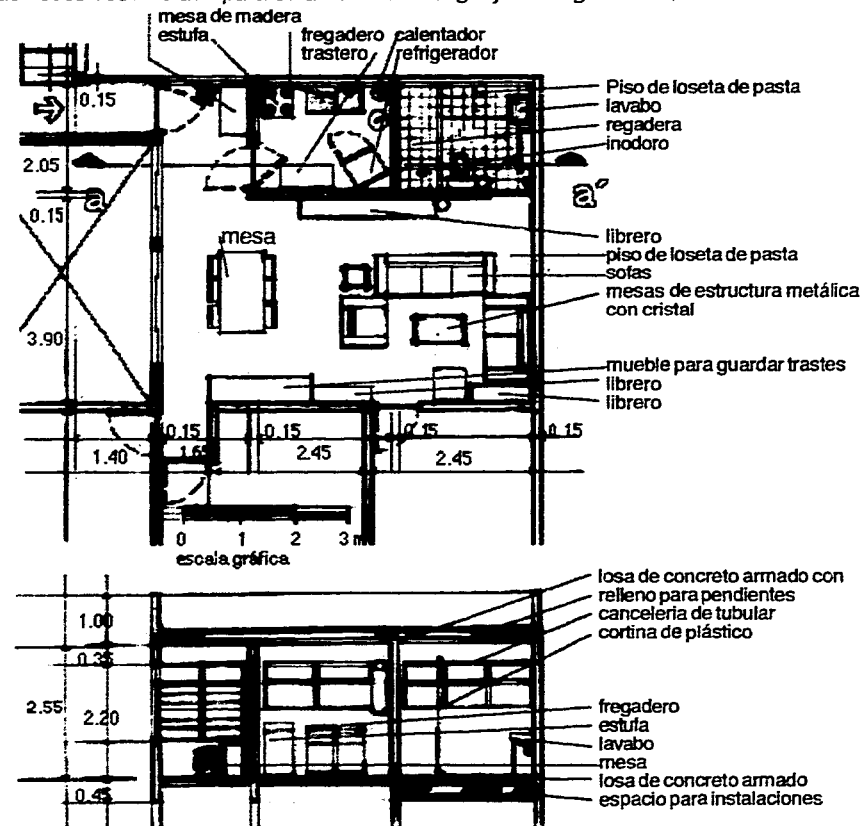 mesa de madera
estufa
fregadero
trastero
calentador
refrigerador
Piso de loseta de pasta
lavabo
regadera
inodoro
0.15
2.05
a
a´
0.15
mesa
librero
piso de loseta de pasta
sofas
mesas de estructura metálica
con cristal
3.90
mueble para guardar trastes
librero
librero
0.15
0.15
0.15
0.15
1.40
1.65
2.45
2.45
0 1 2 3 m
escala gráfica
losa de concreto armado con
relleno para pendientes
cancelería de tubular
cortina de plástico
1.00
0.35
2.55
2.20
fregadero
estufa
lavabo
mesa
losa de concreto armado
espacio para instalaciones
0.45